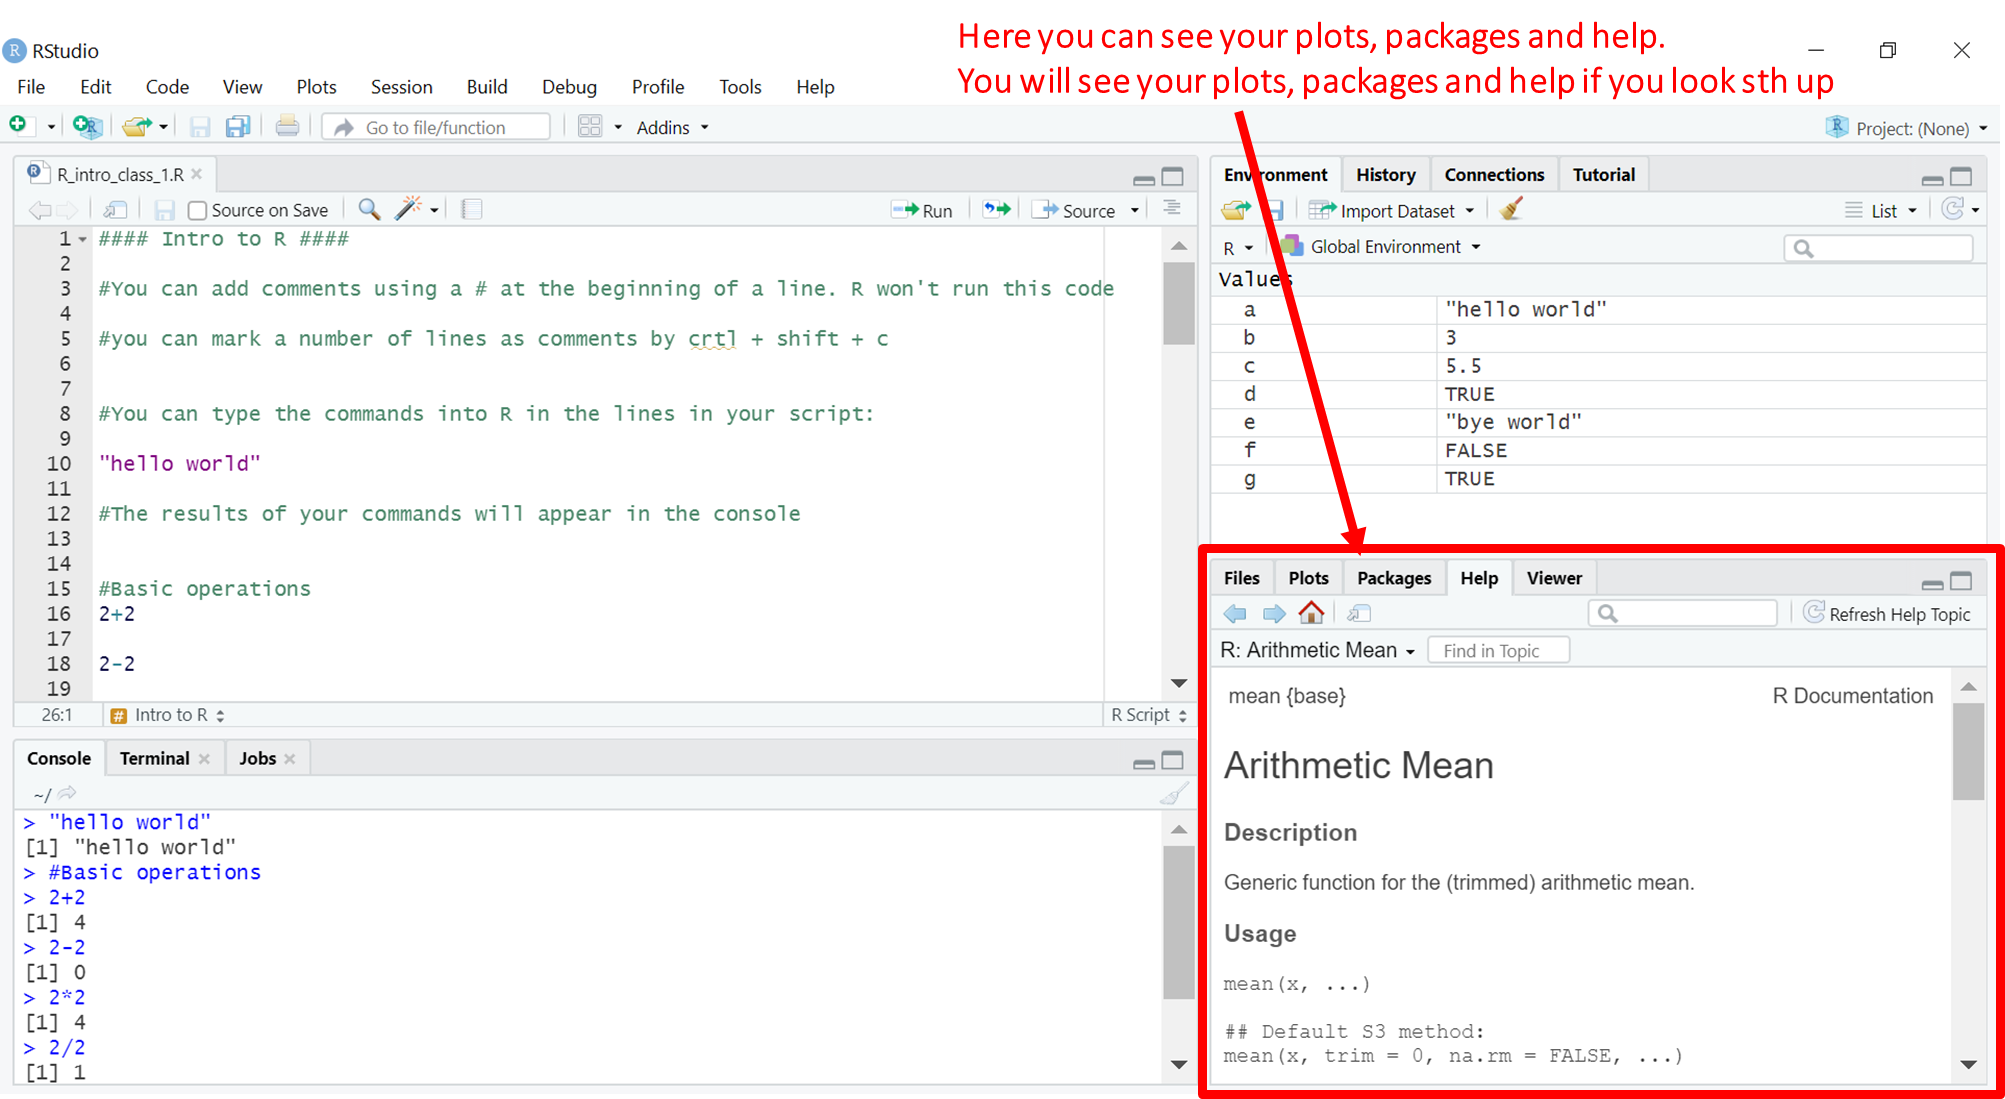 Here you can see your plots, packages and help.
You will see your plots, packages and help if you look sth up
R RStudio
File Edit Code View Plots Session Build Debug Profile Tools Help
Go to file/function Addins Project: (None)
R_intro_class_1.R
Source on Save Run Source
1 #### Intro to R ####
2
3 #You can add comments using a # at the beginning of a line. R won't run this code
4
5 #you can mark a number of lines as comments by crtl + shift + c
6
7
8 #You can type the commands into R in the lines in your script:
9
10 "hello world"
11
12 #The results of your commands will appear in the console
13
14
15 #Basic operations
16 2+2
17
18 2-2
19
26:1 # Intro to R R Script
Console Terminal Jobs
~/
> "hello world"
[1] "hello world"
> #Basic operations
> 2+2
[1] 4
> 2-2
[1] 0
> 2*2
[1] 4
> 2/2
[1] 1
Environment History Connections Tutorial
Import Dataset List
R Global Environment
Values
a "hello world"
b 3
c 5.5
d TRUE
e "bye world"
f FALSE
g TRUE
Files Plots Packages Help Viewer
Refresh Help Topic
R: Arithmetic Mean Find in Topic
mean {base} R Documentation
Arithmetic Mean
Description
Generic function for the (trimmed) arithmetic mean.
Usage
mean(x, ...)
## Default S3 method:
mean(x, trim = 0, na.rm = FALSE, ...)